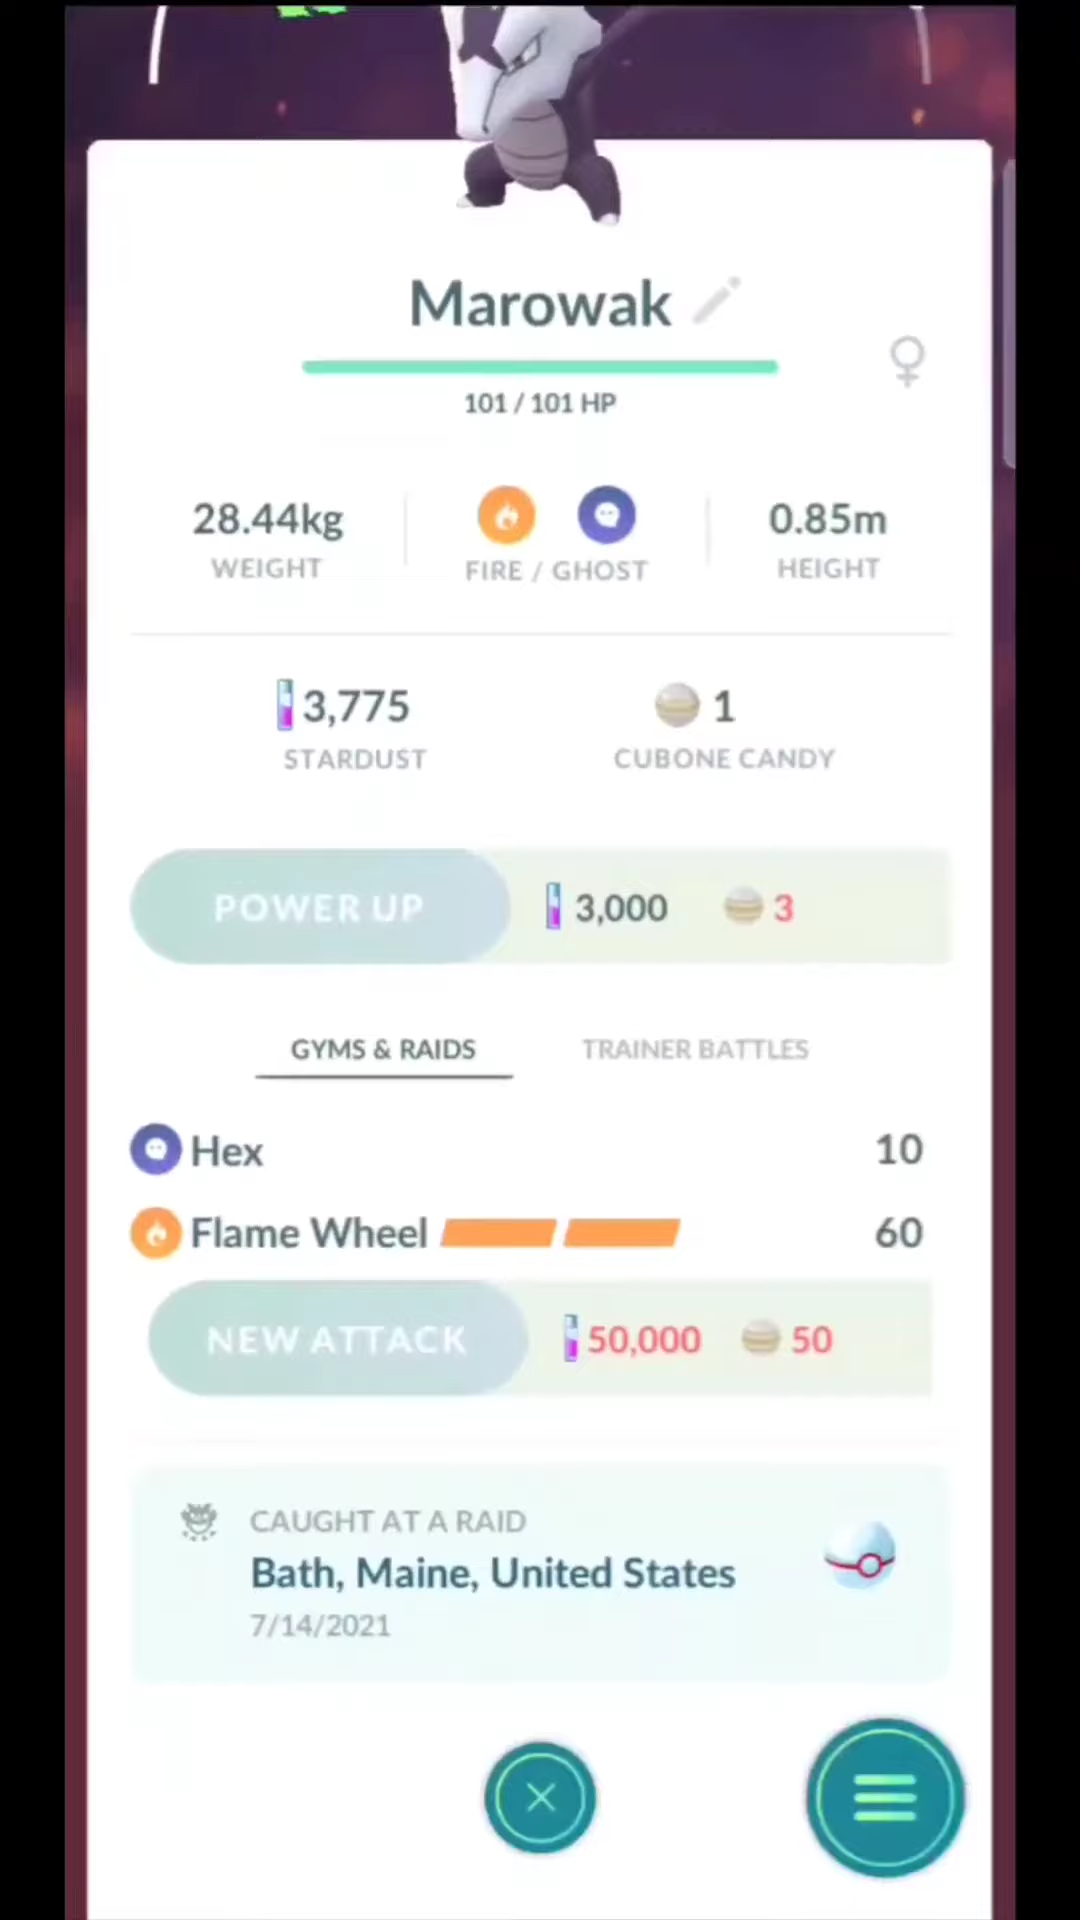 Marowak
101 / 101 HP
28.44kg
WEIGHT
FIRE / GHOST
0.85m
HEIGHT
3,775
STARDUST
1
CUBONE CANDY
POWER UP 3,000 3
GYMS & RAIDS TRAINER BATTLES
Hex 10
Flame Wheel 60
NEW ATTACK 50,000 50
CAUGHT AT A RAID
Bath, Maine, United States
7/14/2021